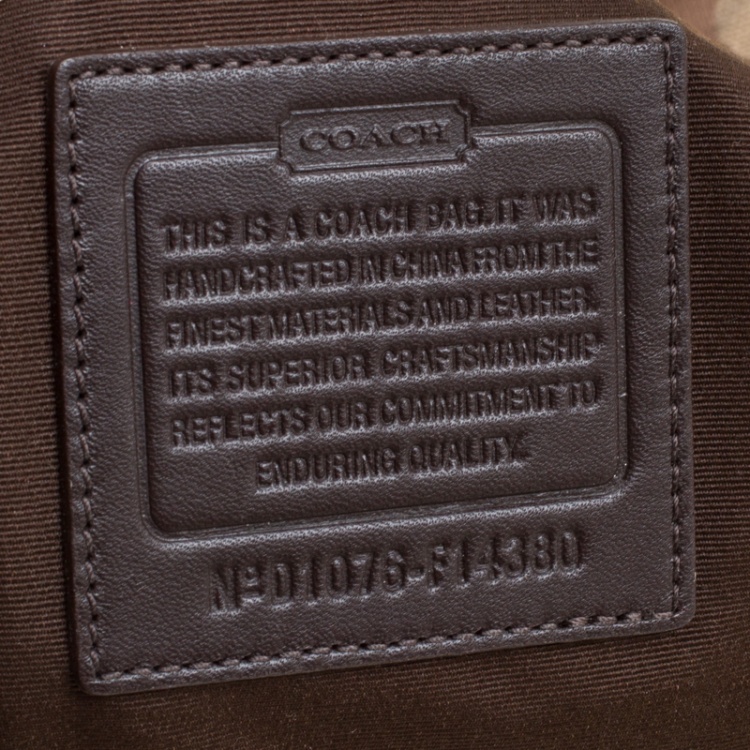 COACH
THIS IS A COACH BAG. IT WAS
HANDCRAFTED IN CHINA FROM THE
FINEST MATERIALS AND LEATHER.
ITS SUPERIOR CRAFTSMANSHIP
REFLECTS OUR COMMITMENT TO
ENDURING QUALITY.
Nº D1076-F14380